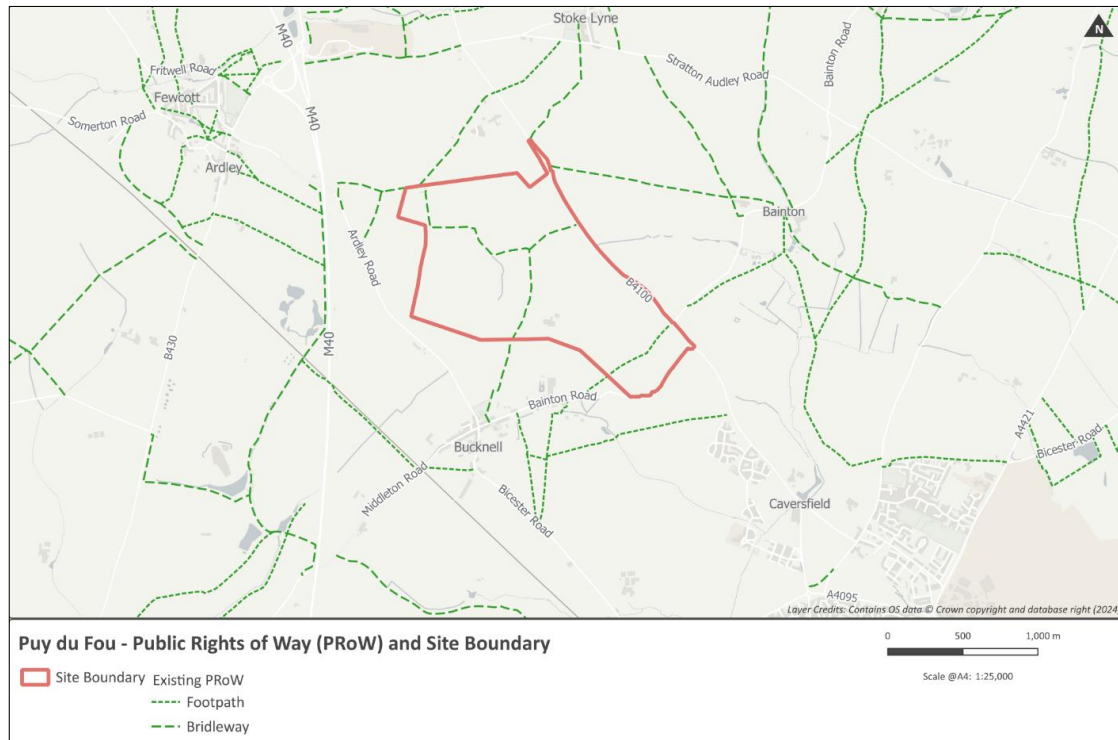 Stoke Lyne
M40
N
Fritwell Road
Stratton Audley Road
Bainton Road
Fewcott
M40
Somerton Road
Ardley
Bainton
Ardley Road
B4100
B430
M40
A4421
Bainton Road
Bicester Road
Bucknell
Middleton Road
Bicester Road
Caversfield
A4095
Layer Credits: Contains OS data © Crown copyright and database right (2024)
Puy du Fou - Public Rights of Way (PRoW) and Site Boundary
0 500 1,000 m
Site Boundary Existing PRoW
Scale @A4: 1:25,000
Footpath
Bridleway